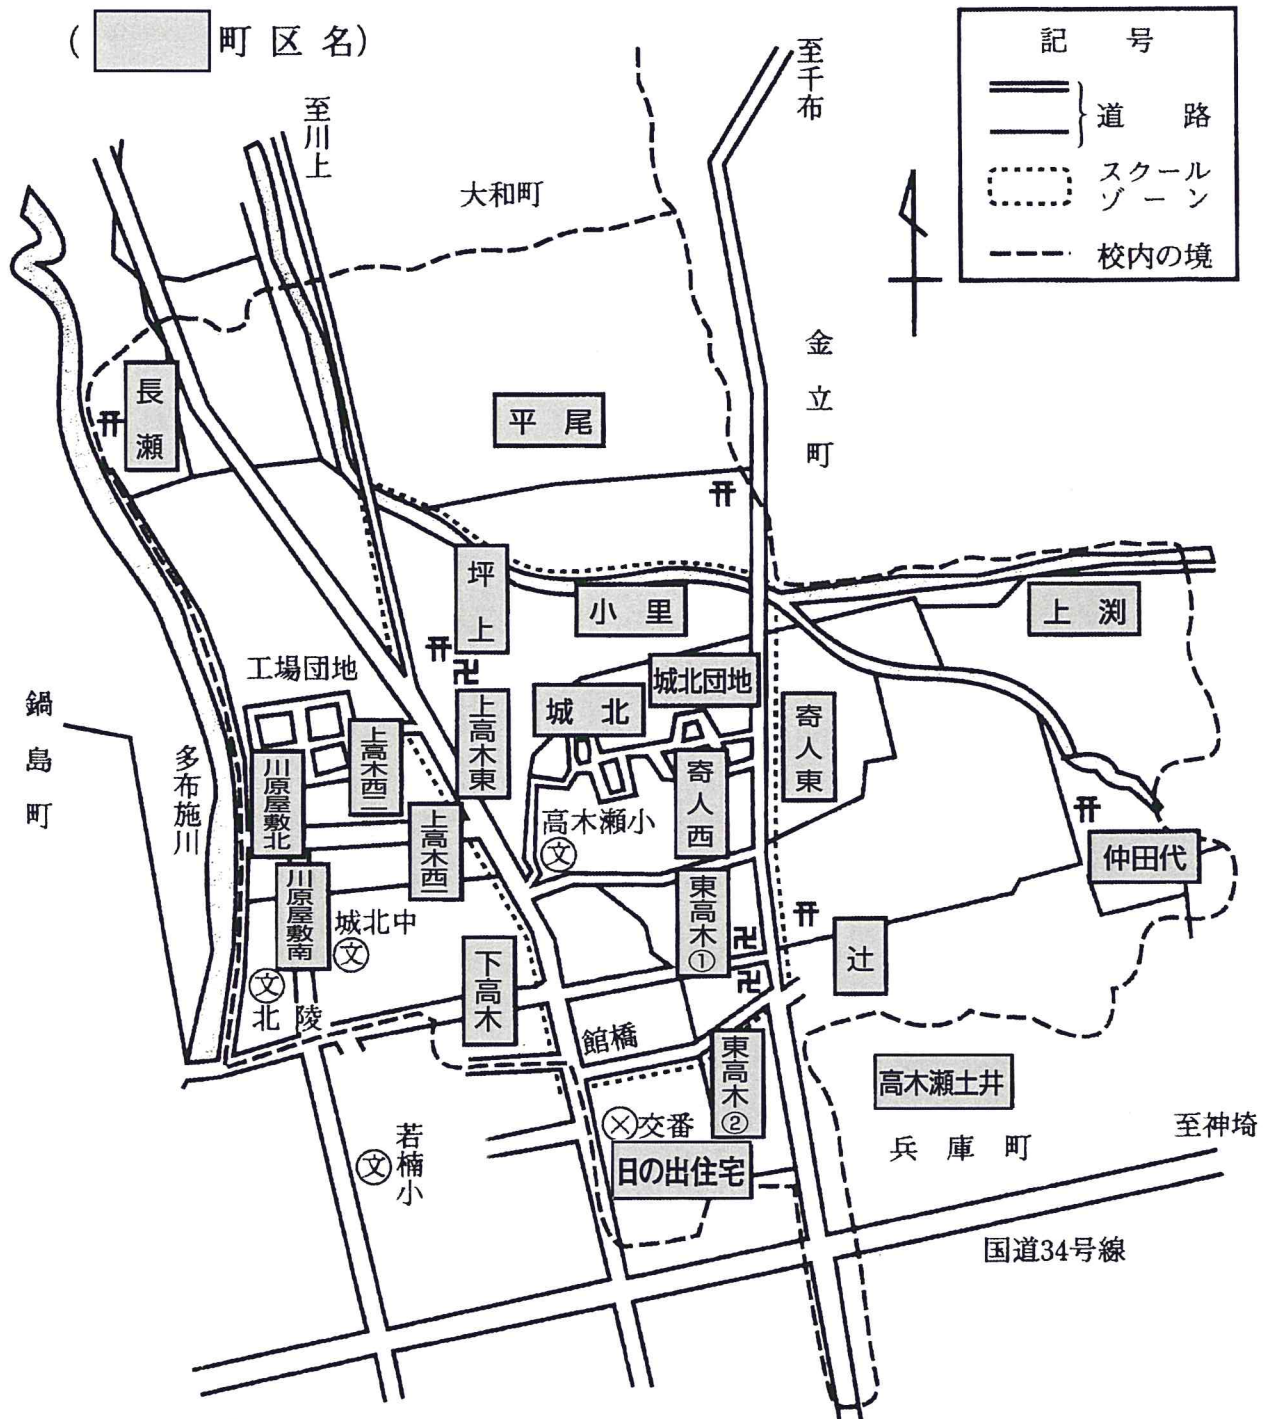 ( 町区名)
記 号
道 路
スクール
ゾーン
校内の境
至千布
至川上
大和町
金立町
長瀬
平尾
坪上
小里
上渕
工場団地
城北団地
城北
上高木東
寄人東
鍋島町
多布施川
上高木西二
川原屋敷北
寄人西
高木瀬小
文
上高木西一
仲田代
川原屋敷南
城北中
文
東高木①
辻
文
北陵
下高木
館橋
東高木②
高木瀬土井
交番
兵庫町
至神埼
若楠小
文
日の出住宅
国道34号線